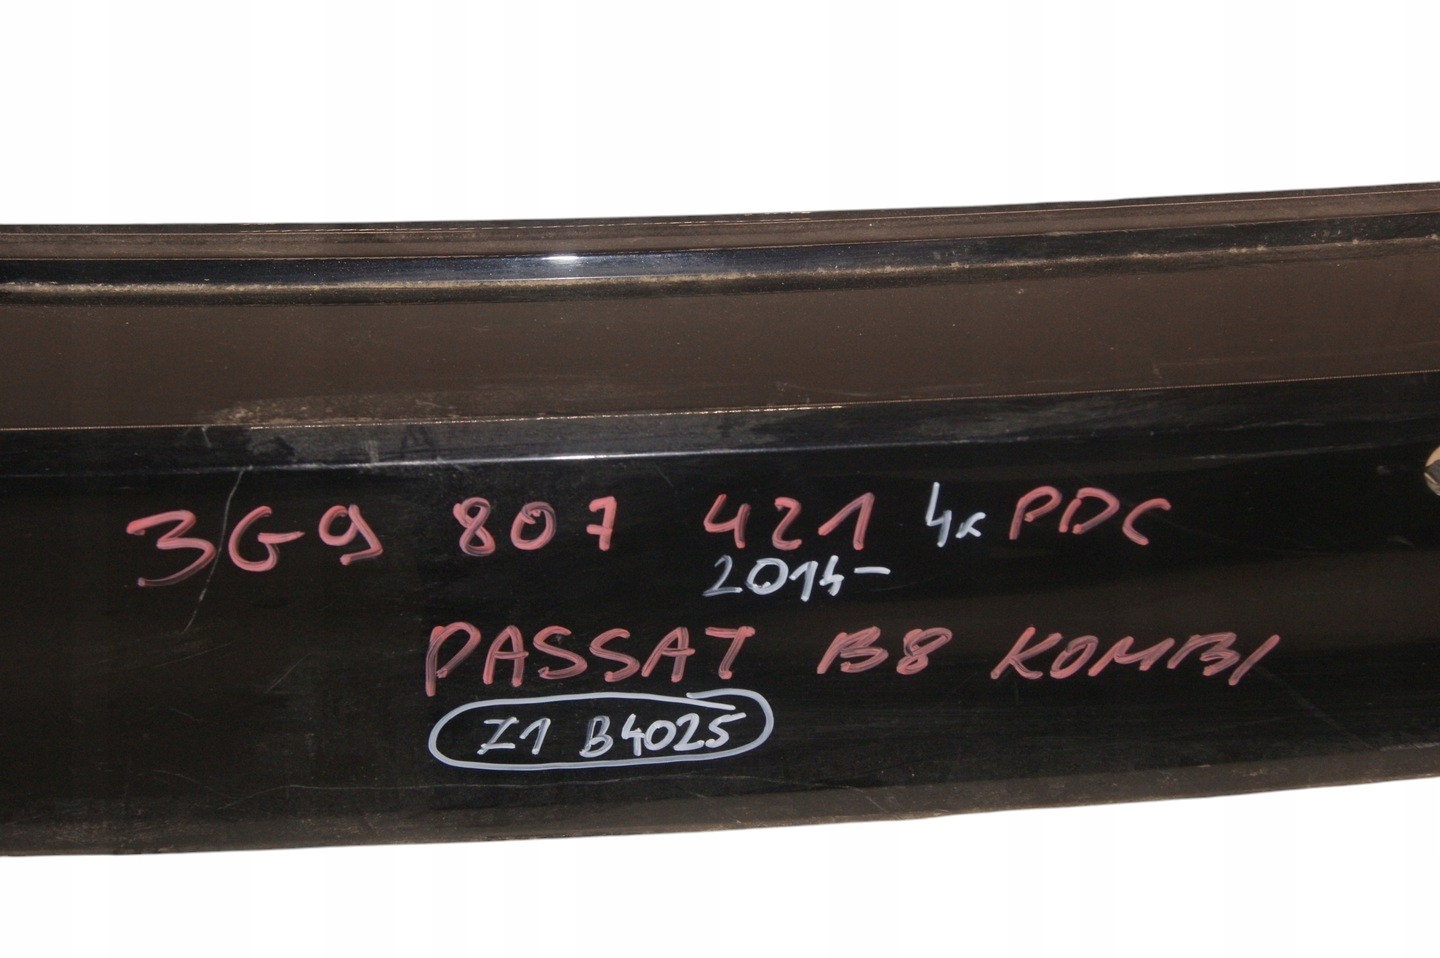 3G9 807 421 4x PDC
2014-
PASSAT B8 KOMBI
Z1 B4025